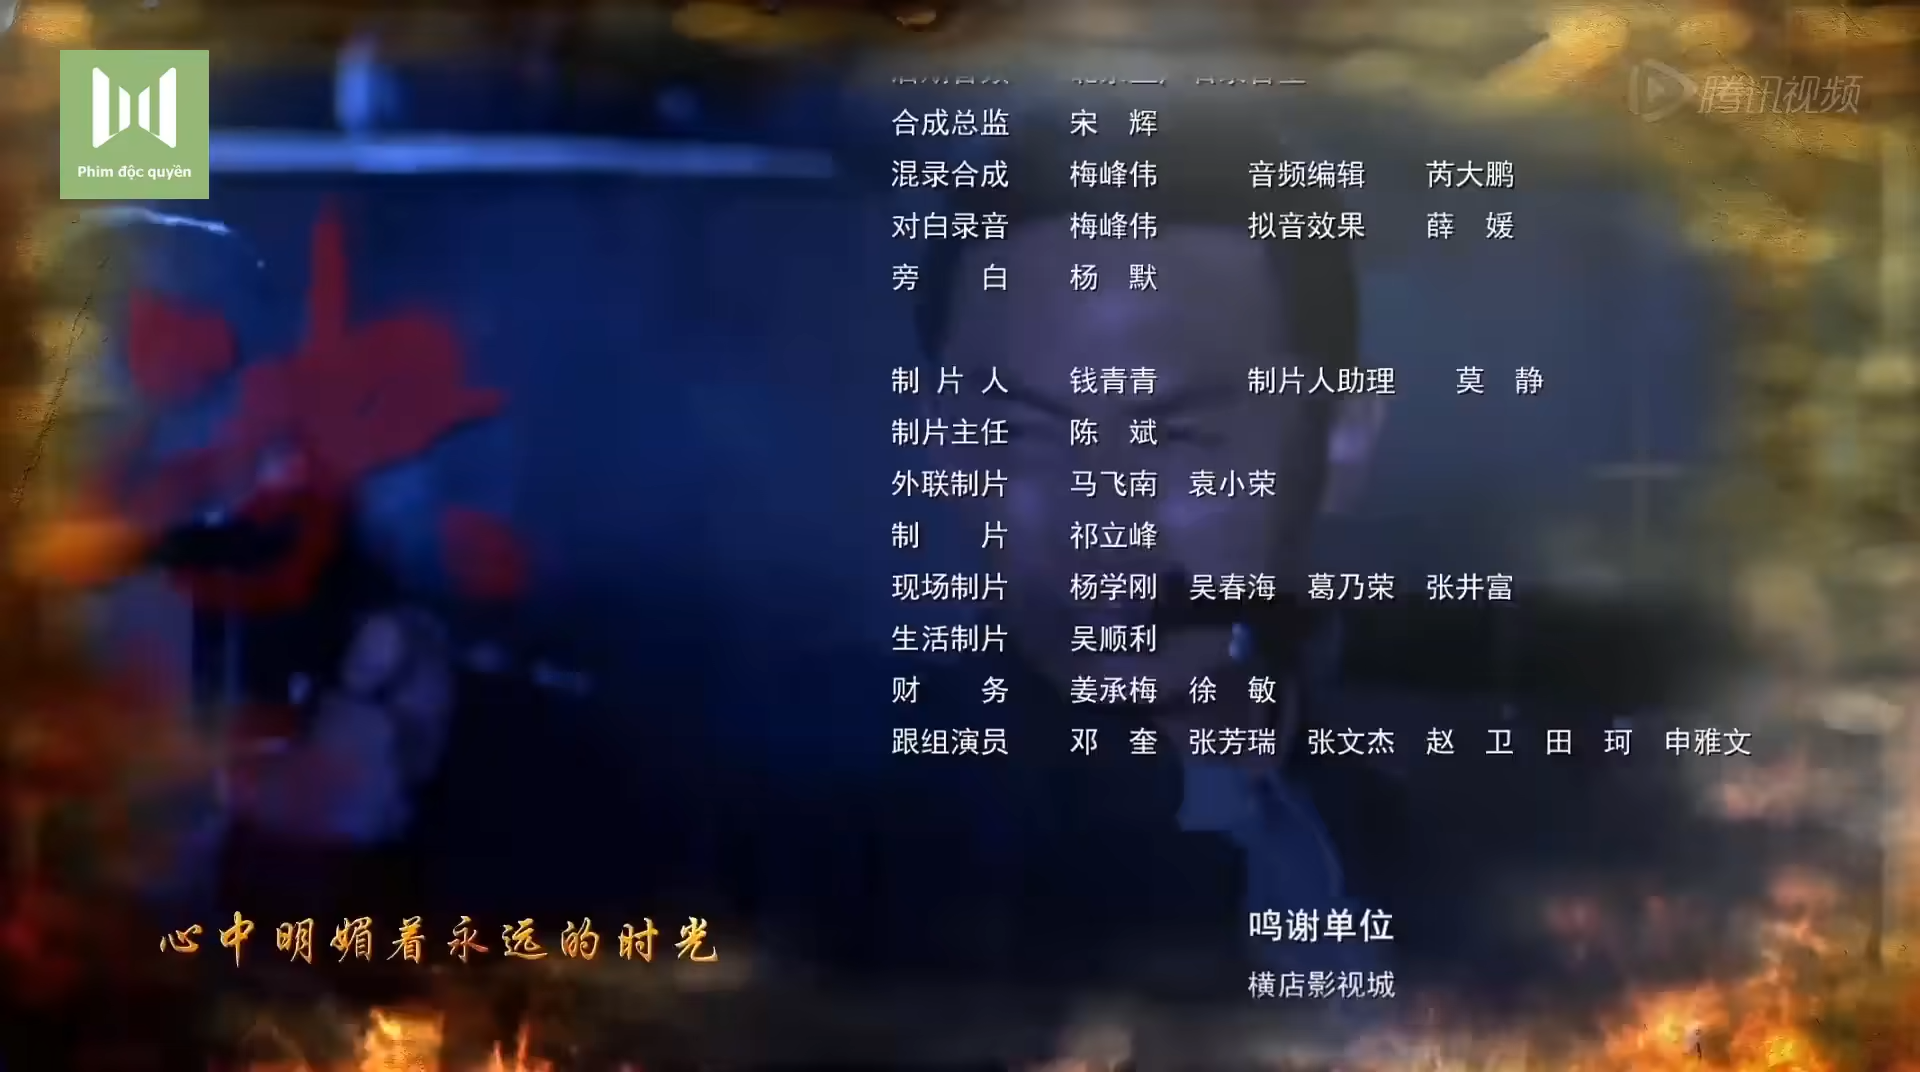 Phim độc quyền
腾讯视频
合成总监 宋 辉
混录合成 梅峰伟 音频编辑 芮大鹏
对白录音 梅峰伟 拟音效果 薛 媛
旁 白 杨 默
制 片 人 钱青青 制片人助理 莫 静
制片主任 陈 斌
外联制片 马飞南 袁小荣
制 片 祁立峰
现场制片 杨学刚 吴春海 葛乃荣 张井富
生活制片 吴顺利
财 务 姜承梅 徐 敏
跟组演员 邓 奎 张芳瑞 张文杰 赵 卫 田 珂 申雅文
心中明媚着永远的时光
鸣谢单位
横店影视城